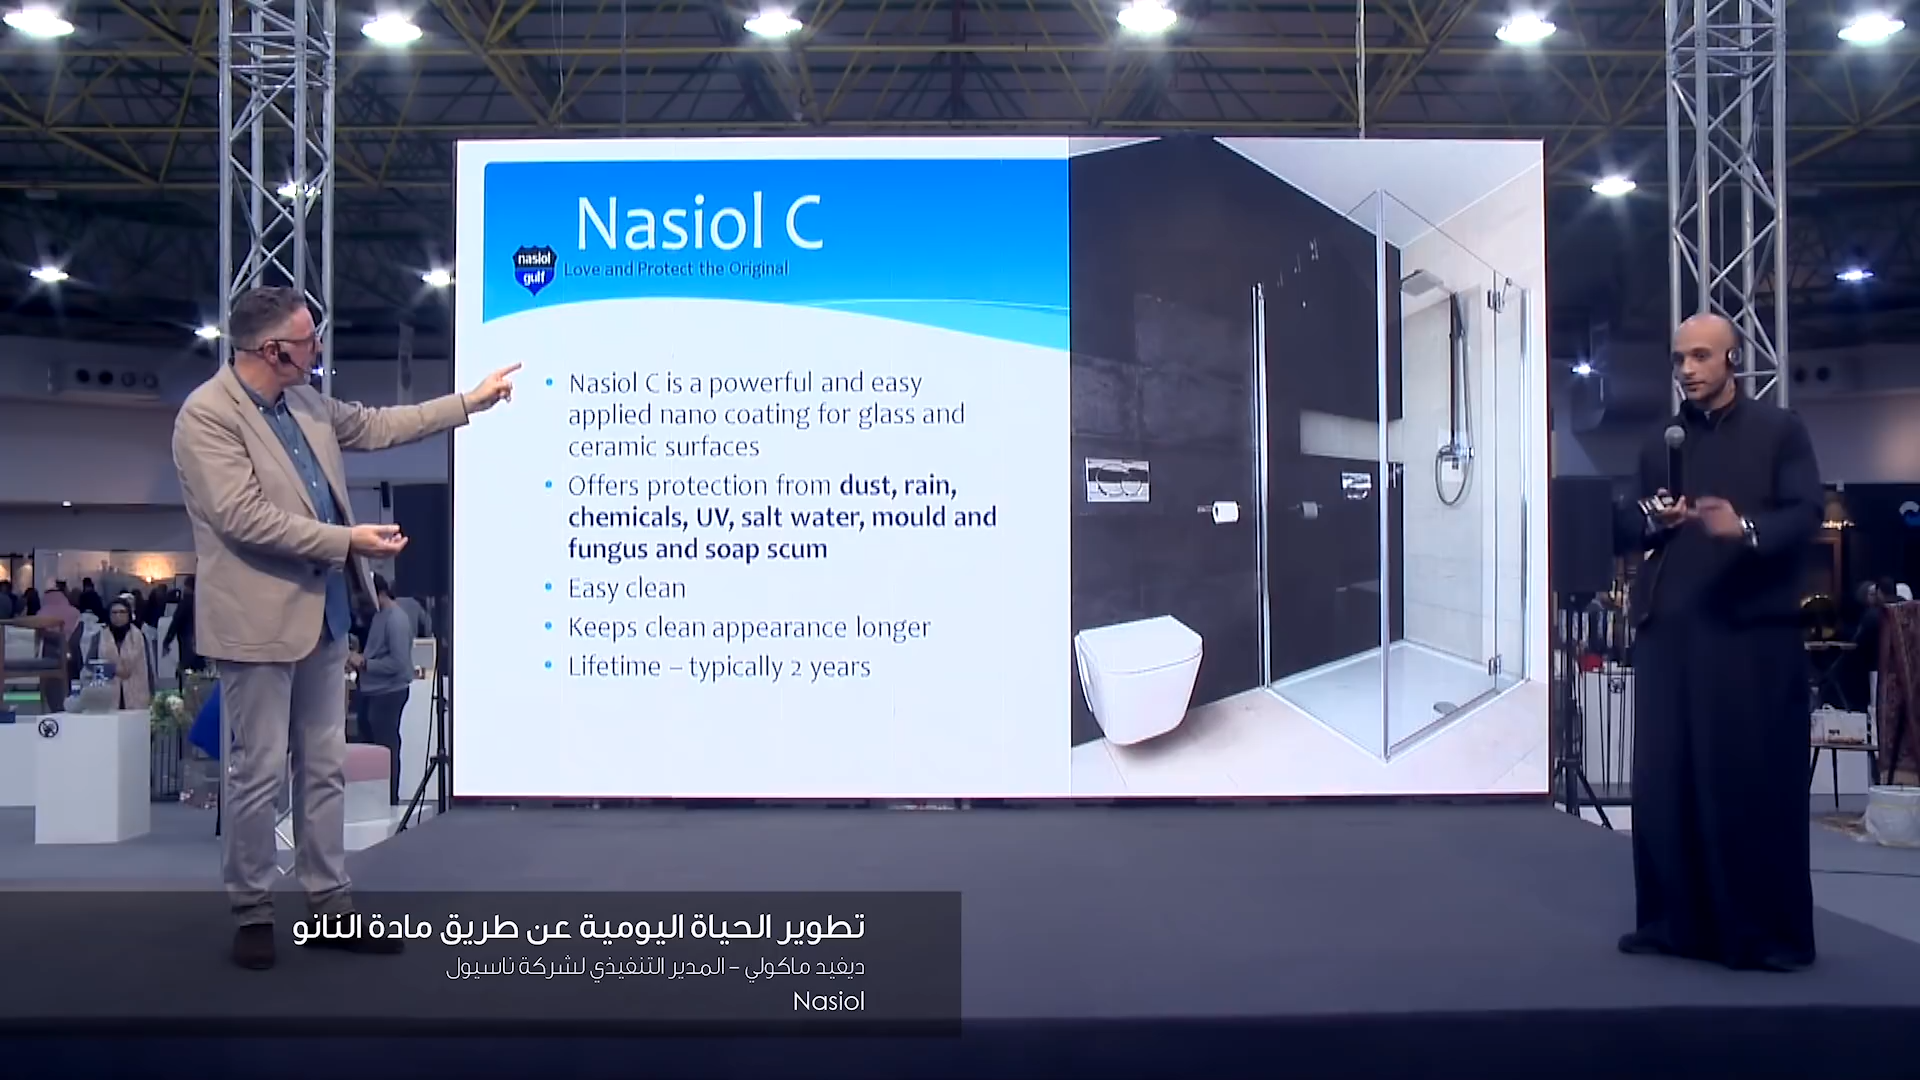 Nasiol C
nasiol
gulf
Love and Protect the Original
• Nasiol C is a powerful and easy
applied nano coating for glass and
ceramic surfaces
• Offers protection from dust, rain,
chemicals, UV, salt water, mould and
fungus and soap scum
• Easy clean
• Keeps clean appearance longer
• Lifetime – typically 2 years
تطوير الحياة اليومية عن طريق مادة النانو
ديفيد ماكولي – المدير التنفيذي لشركة ناسيول
Nasiol